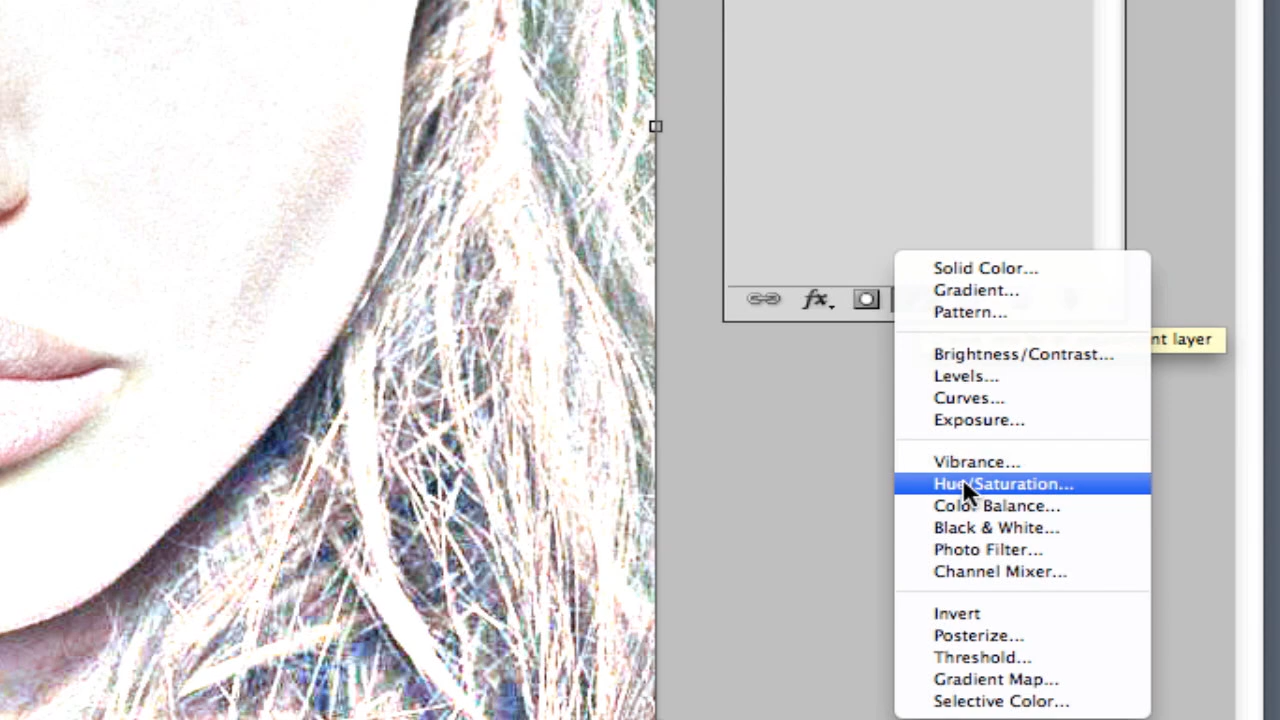 Solid Color...
Gradient...
Pattern...
fx
nt layer
Brightness/Contrast...
Levels...
Curves...
Exposure...
Vibrance...
Hue/Saturation...
Color Balance...
Black & White...
Photo Filter...
Channel Mixer...
Invert
Posterize...
Threshold...
Gradient Map...
Selective Color...